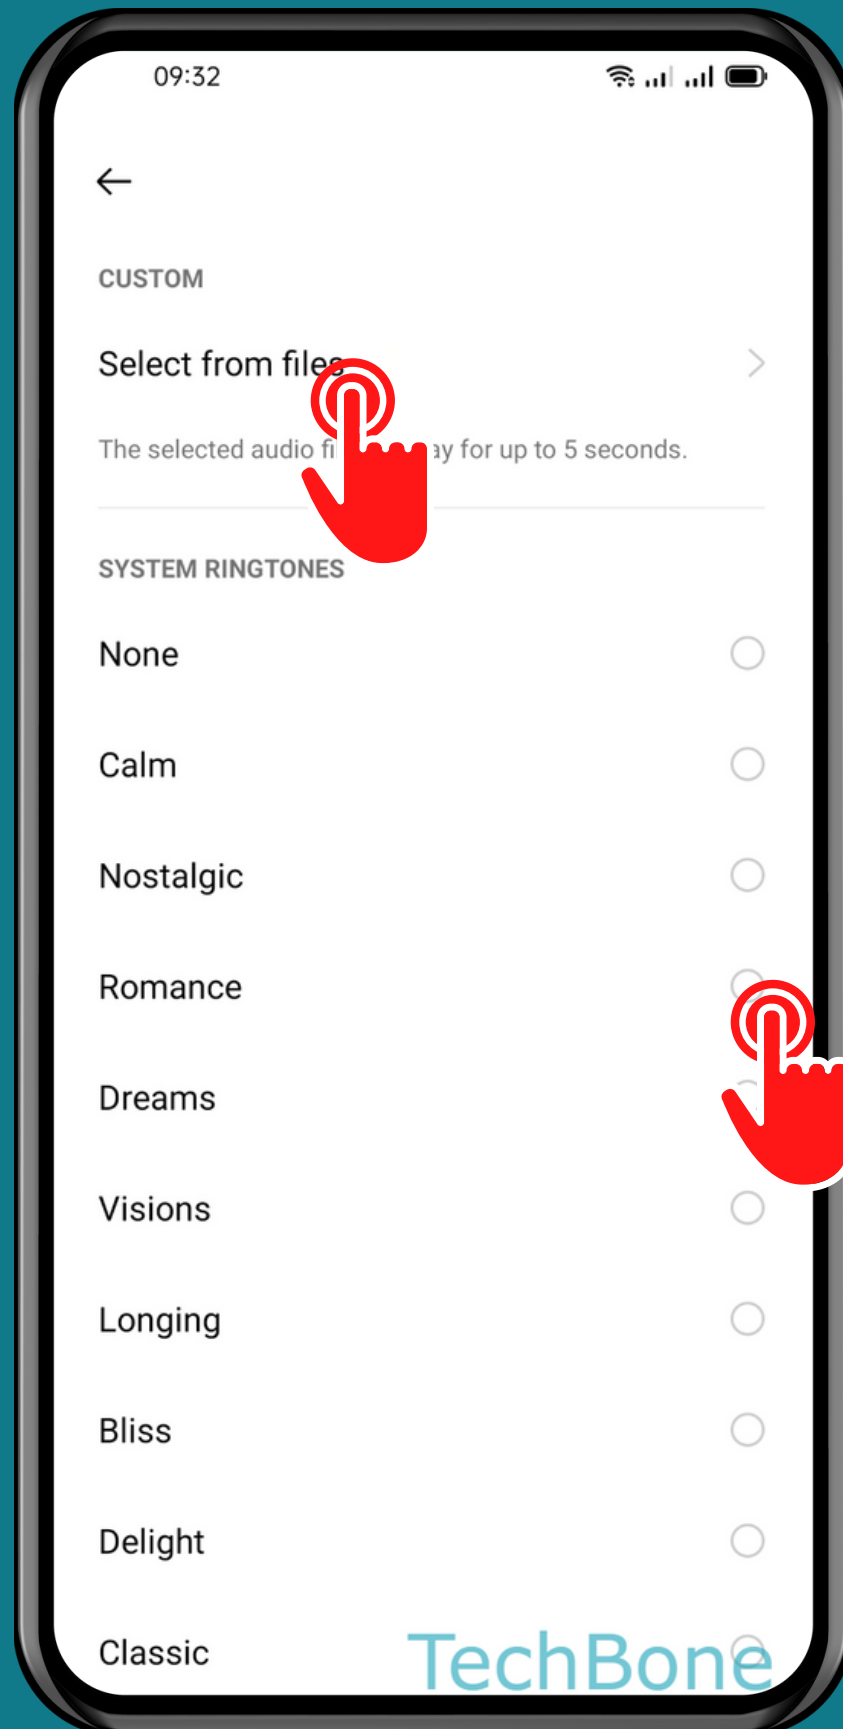 09:32
CUSTOM
Select from files
The selected audio ay for up to 5 seconds.
SYSTEM RINGTONES
None
Calm
Nostalgic
Romance
Dreams
Visions
Longing
Bliss
Delight
Classic
TechBone